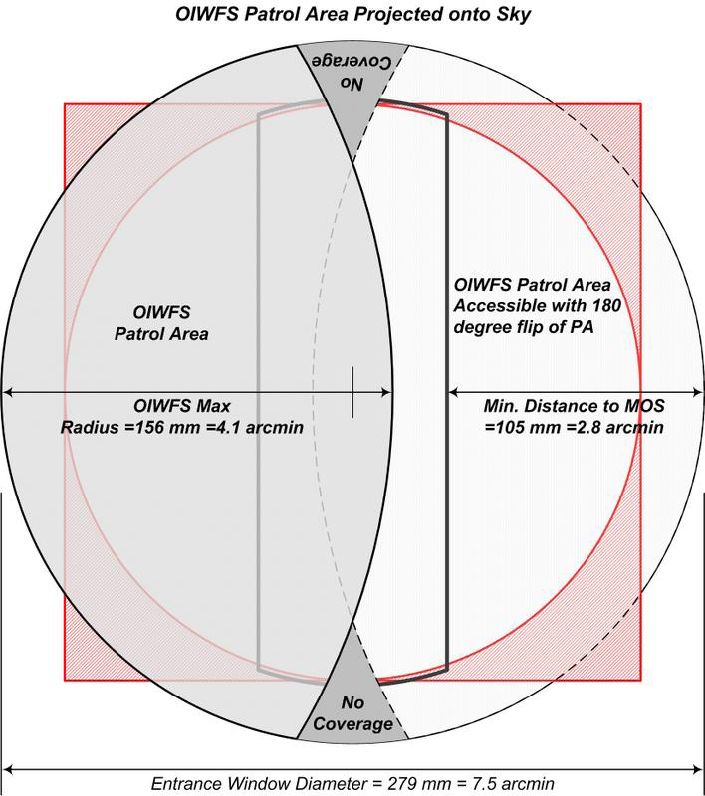 OIWFS Patrol Area Projected onto Sky
No
Coverage
OIWFS Patrol Area
Accessible with 180
degree flip of PA
OIWFS
Patrol Area
OIWFS Max
Radius =156 mm =4.1 arcmin
Min. Distance to MOS
=105 mm =2.8 arcmin
No
Coverage
Entrance Window Diameter = 279 mm = 7.5 arcmin